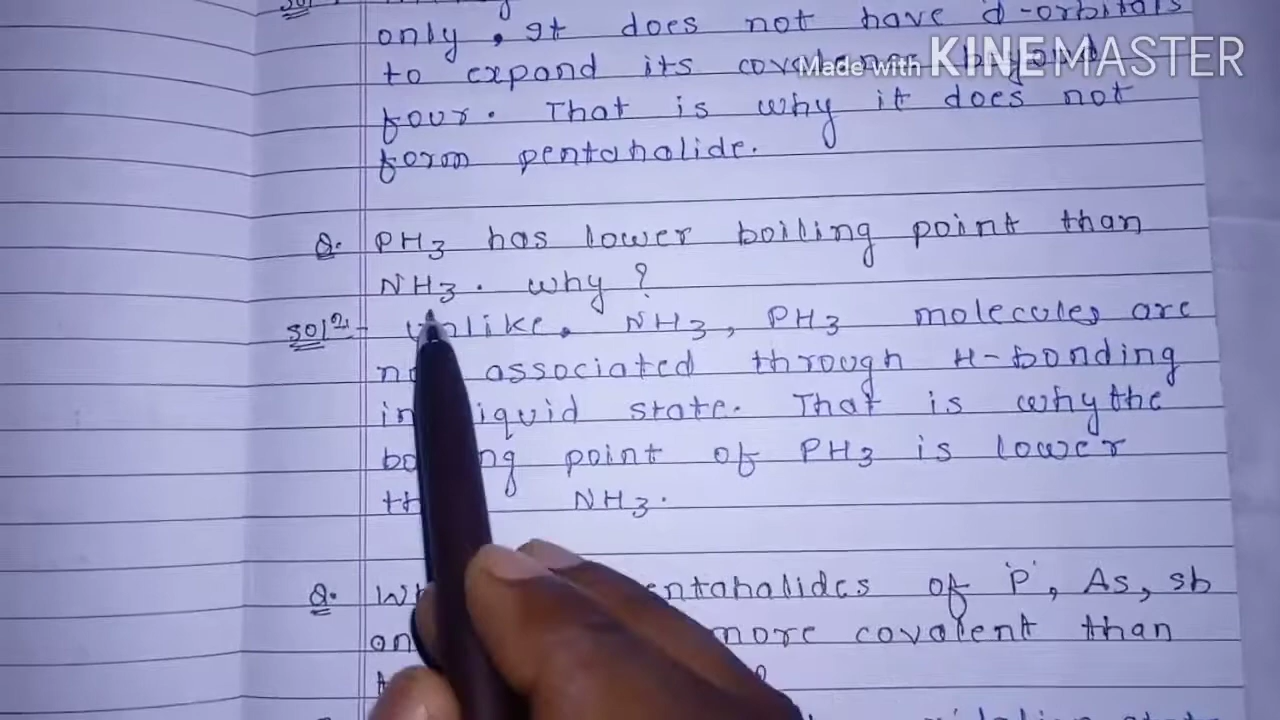 only, It does not have d-orbitals
to expand its covalence beyond
four. That is why it does not
form pentahalide.
Q. PH3 has lower boiling point than
NH3. why?
Sol^n- unlike. NH3, PH3 molecules are
associated through H-bonding
in liquid state. That is why the
point of PH3 is lower
NH3.
Q. of P, As, Sb
more covalent than
Made with KINEMASTER